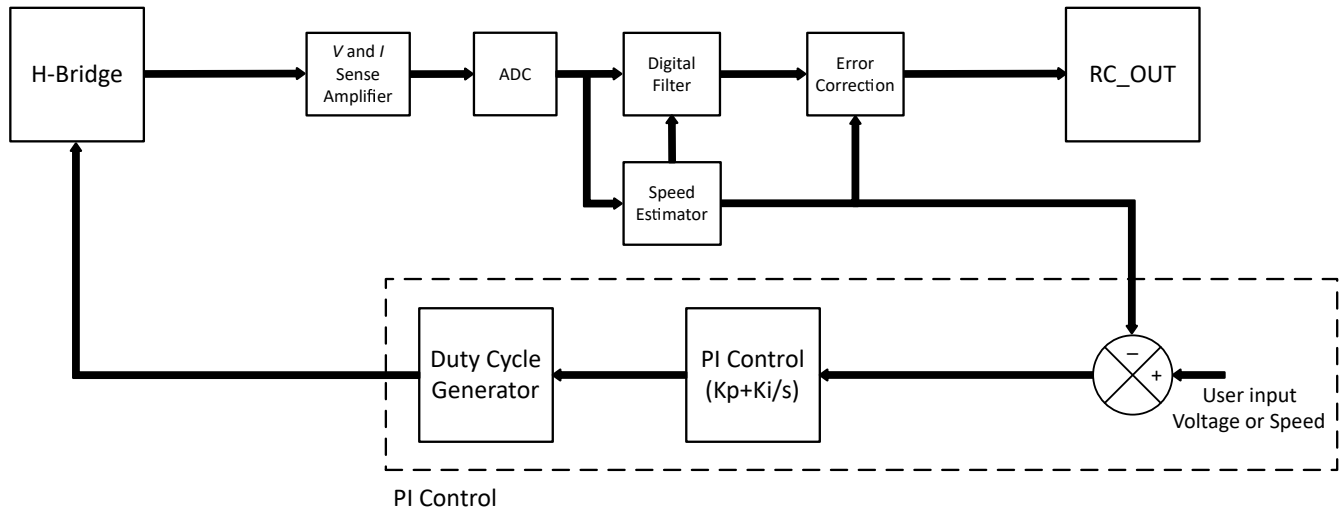 H-Bridge
V and I
Sense
Amplifier
ADC
Digital
Filter
Error
Correction
RC_OUT
Speed
Estimator
Duty Cycle
Generator
PI Control
(Kp+Ki/s)
−
+
User input
Voltage or Speed
PI Control